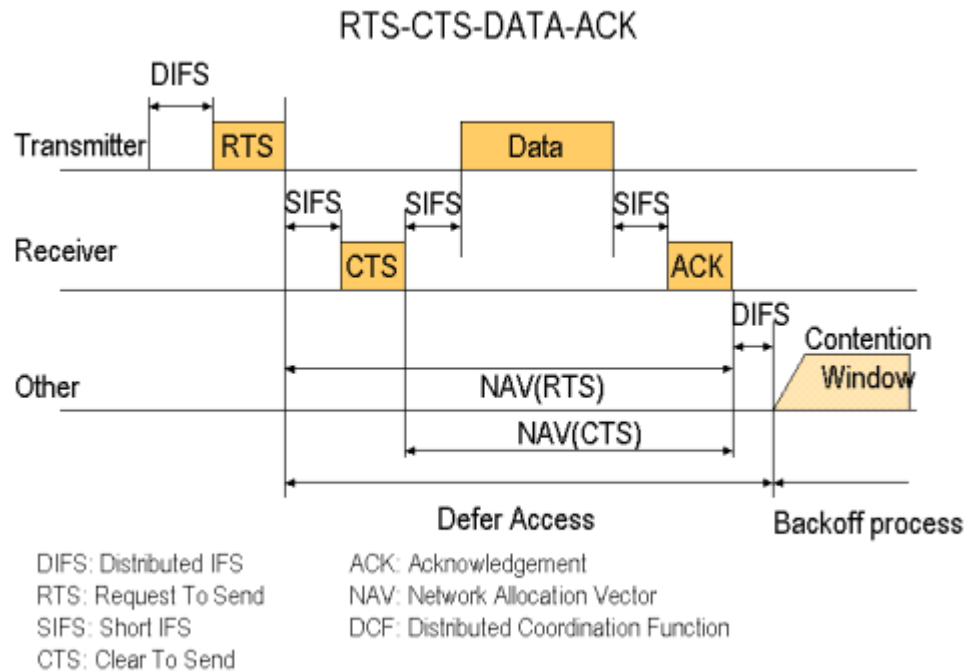 RTS-CTS-DATA-ACK
DIFS
Transmitter
RTS
Data
SIFS
SIFS
SIFS
Receiver
CTS
ACK
DIFS
Contention
Window
Other
NAV(RTS)
NAV(CTS)
Defer Access
Backoff process
DIFS: Distributed IFS
ACK: Acknowledgement
RTS: Request To Send
NAV: Network Allocation Vector
SIFS: Short IFS
DCF: Distributed Coordination Function
CTS: Clear To Send